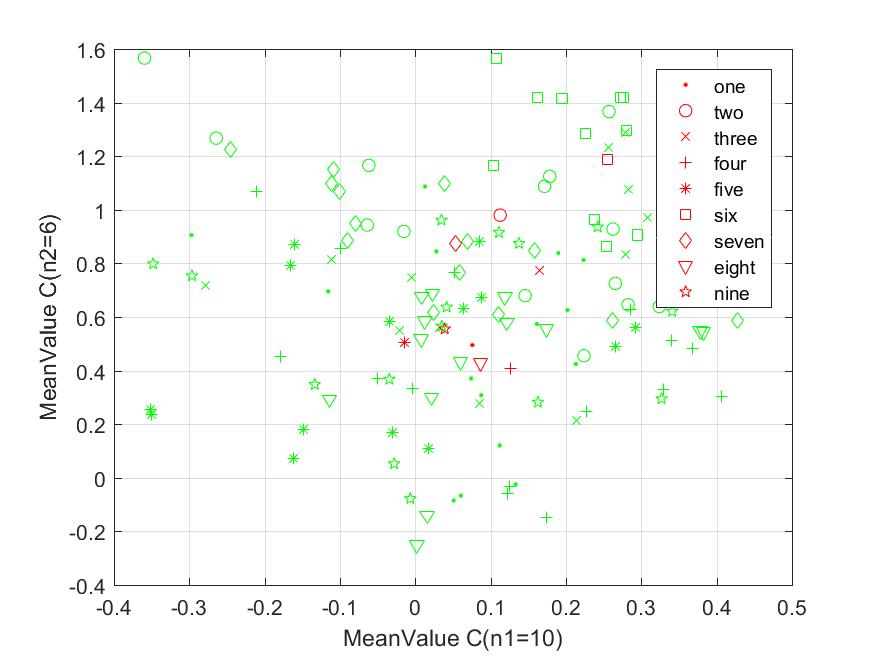 1.6
1.4
1.2
1
0.8
0.6
0.4
0.2
0
-0.2
-0.4
-0.4 -0.3 -0.2 -0.1 0 0.1 0.2 0.3 0.4 0.5
MeanValue C(n1=10)
MeanValue C(n2=6)
one
two
three
four
five
six
seven
eight
nine